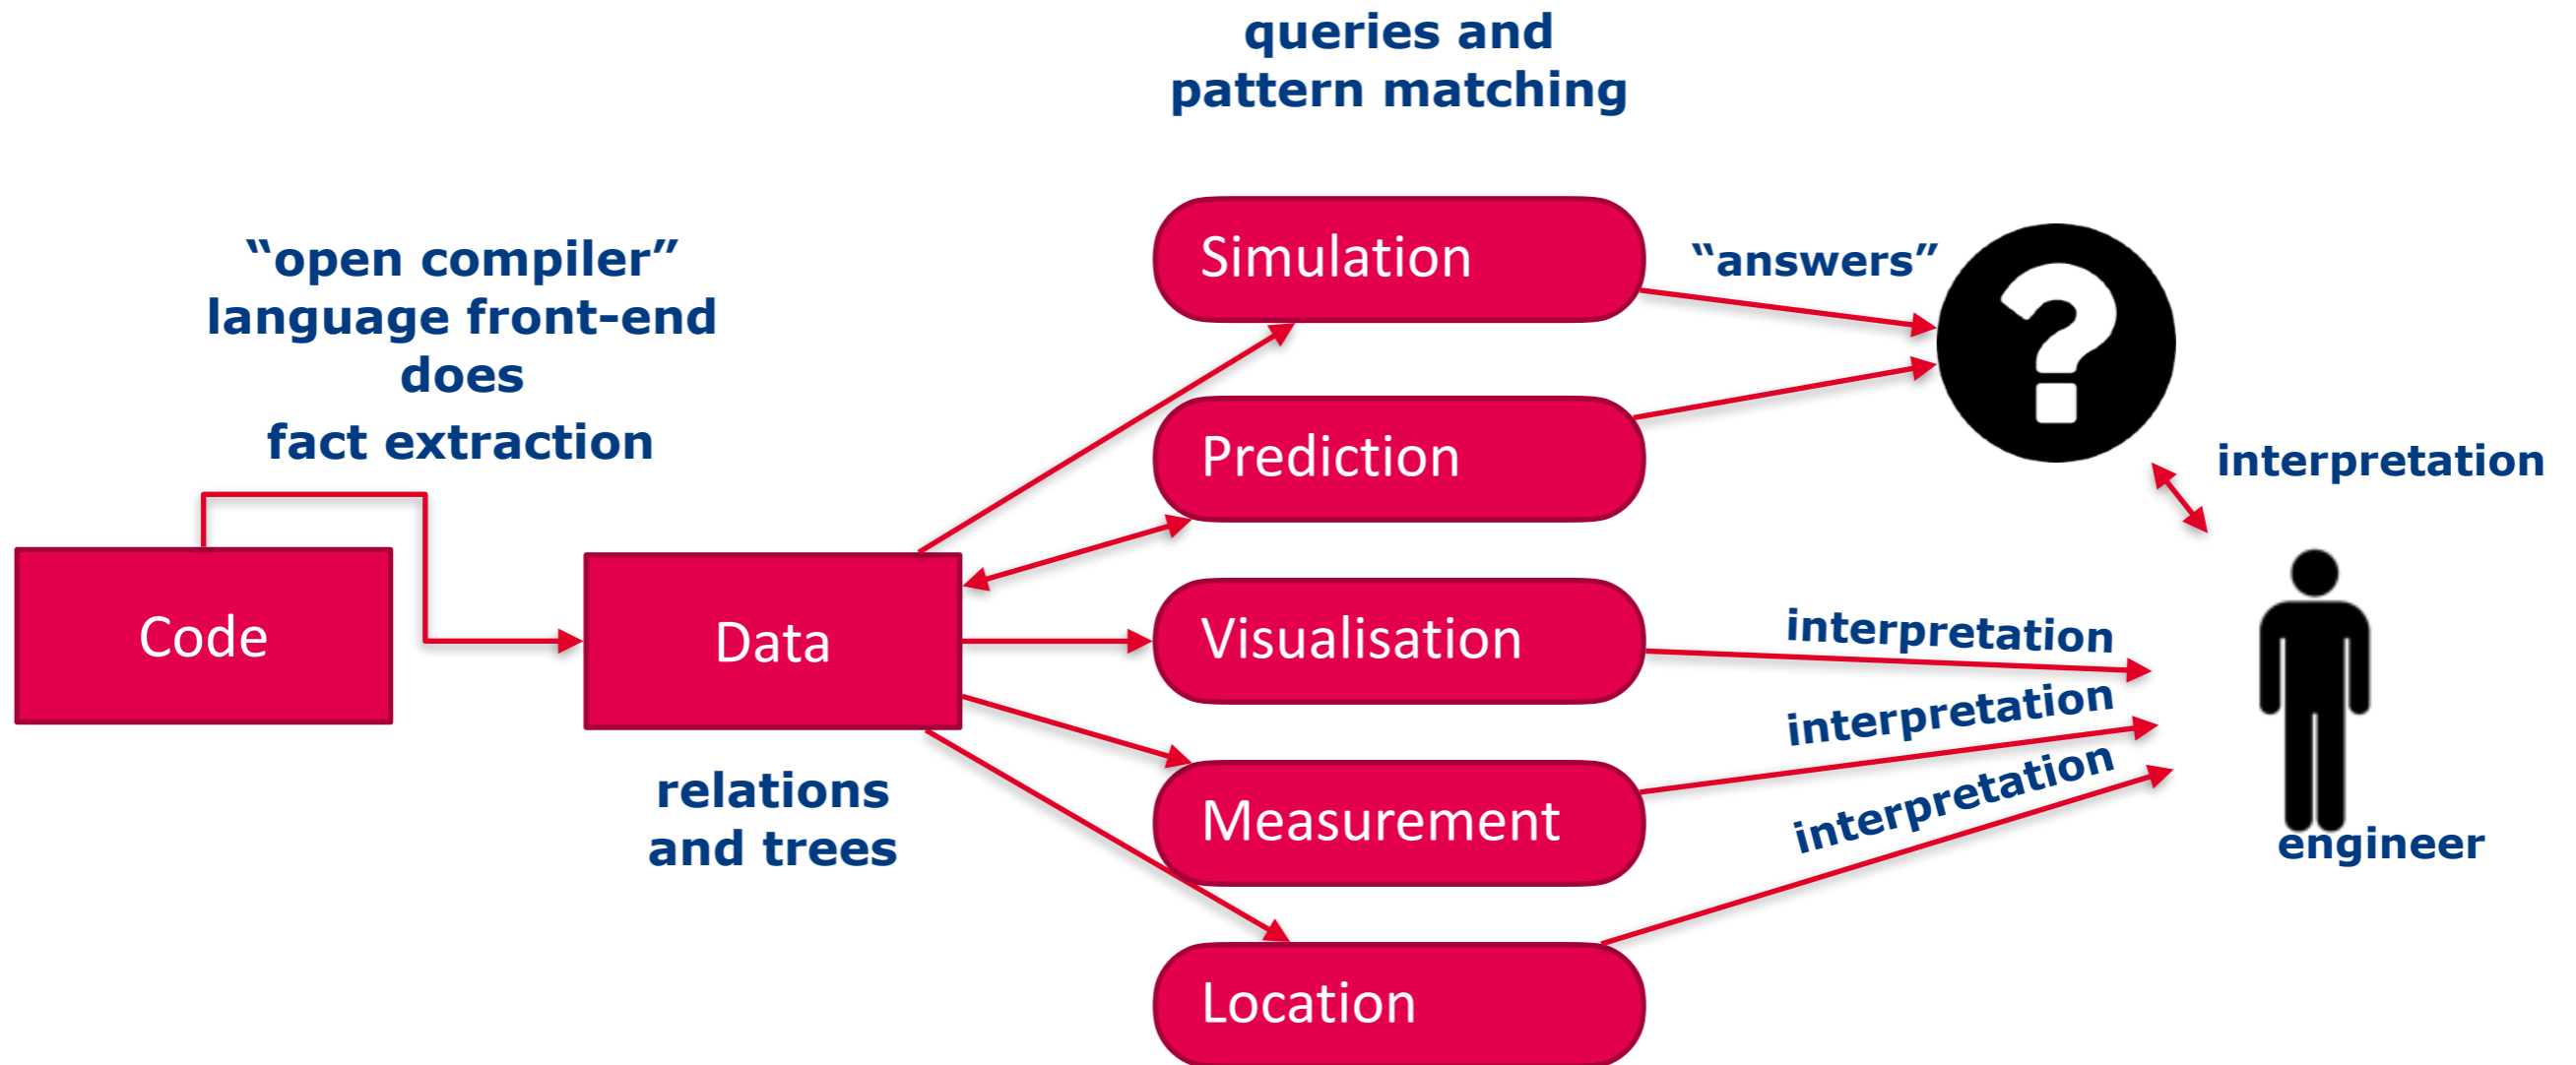 queries and
pattern matching
“open compiler”
language front-end
does
fact extraction
Code
Data
relations
and trees
Simulation
Prediction
Visualisation
Measurement
Location
“answers”
?
interpretation
interpretation
interpretation
interpretation
engineer